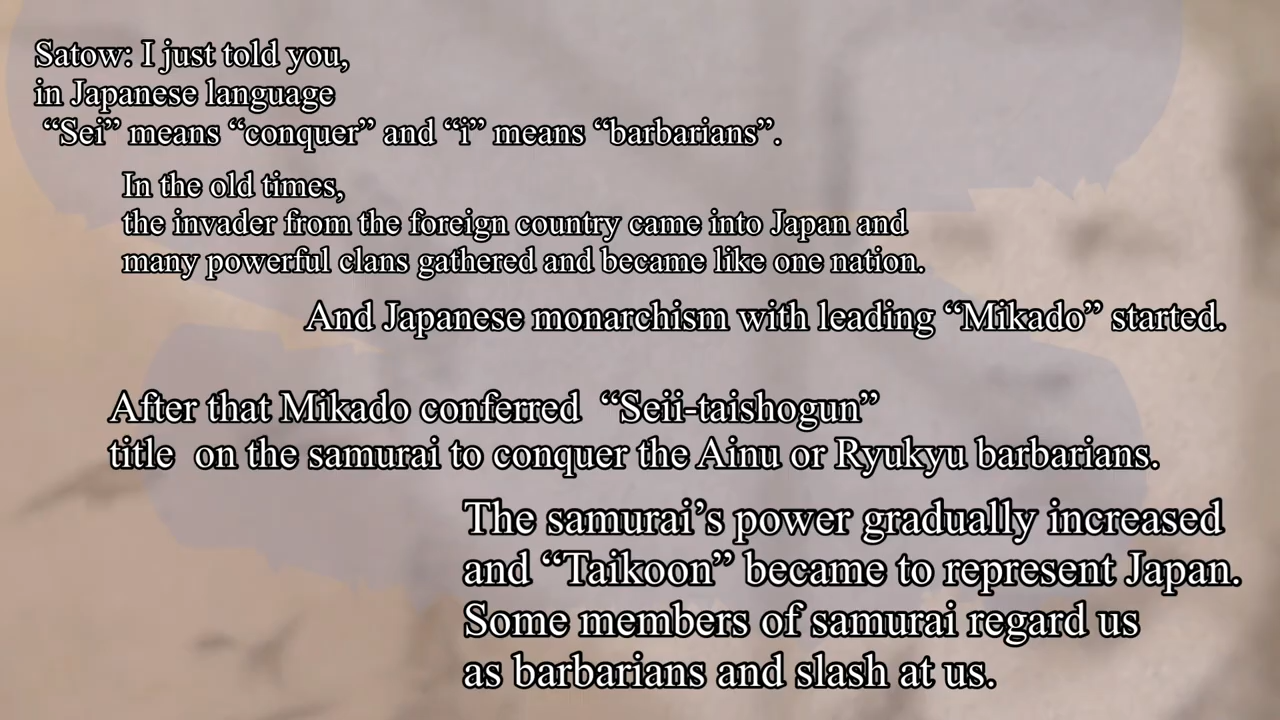 Satow: I just told you,
in Japanese language
“Sei” means “conquer” and “i” means “barbarians”.
In the old times,
the invader from the foreign country came into Japan and
many powerful clans gathered and became like one nation.
And Japanese monarchism with leading “Mikado” started.
After that Mikado conferred “Seii-taishogun”
title on the samurai to conquer the Ainu or Ryukyu barbarians.
The samurai’s power gradually increased
and “Taikoon” became to represent Japan.
Some members of samurai regard us
as barbarians and slash at us.